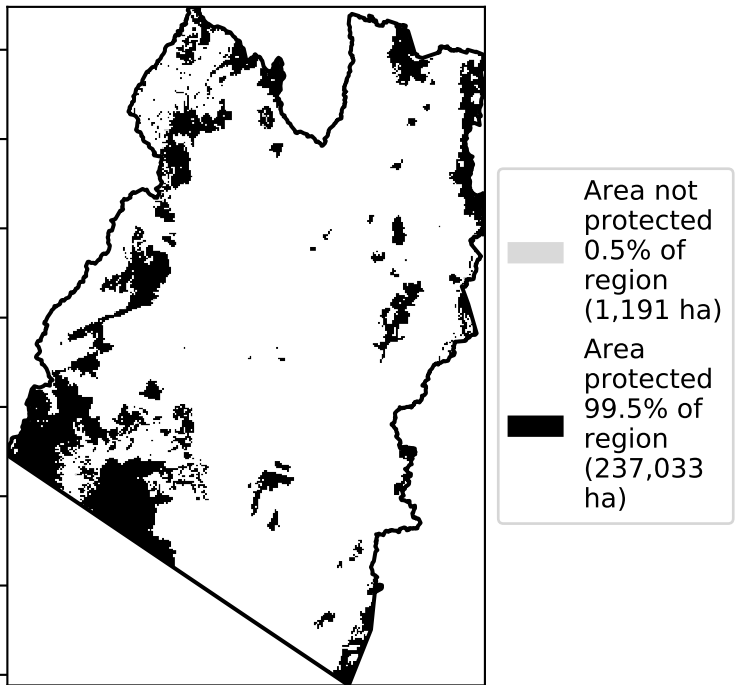 Area not
protected
0.5% of
region
(1,191 ha)
Area
protected
99.5% of
region
(237,033
ha)